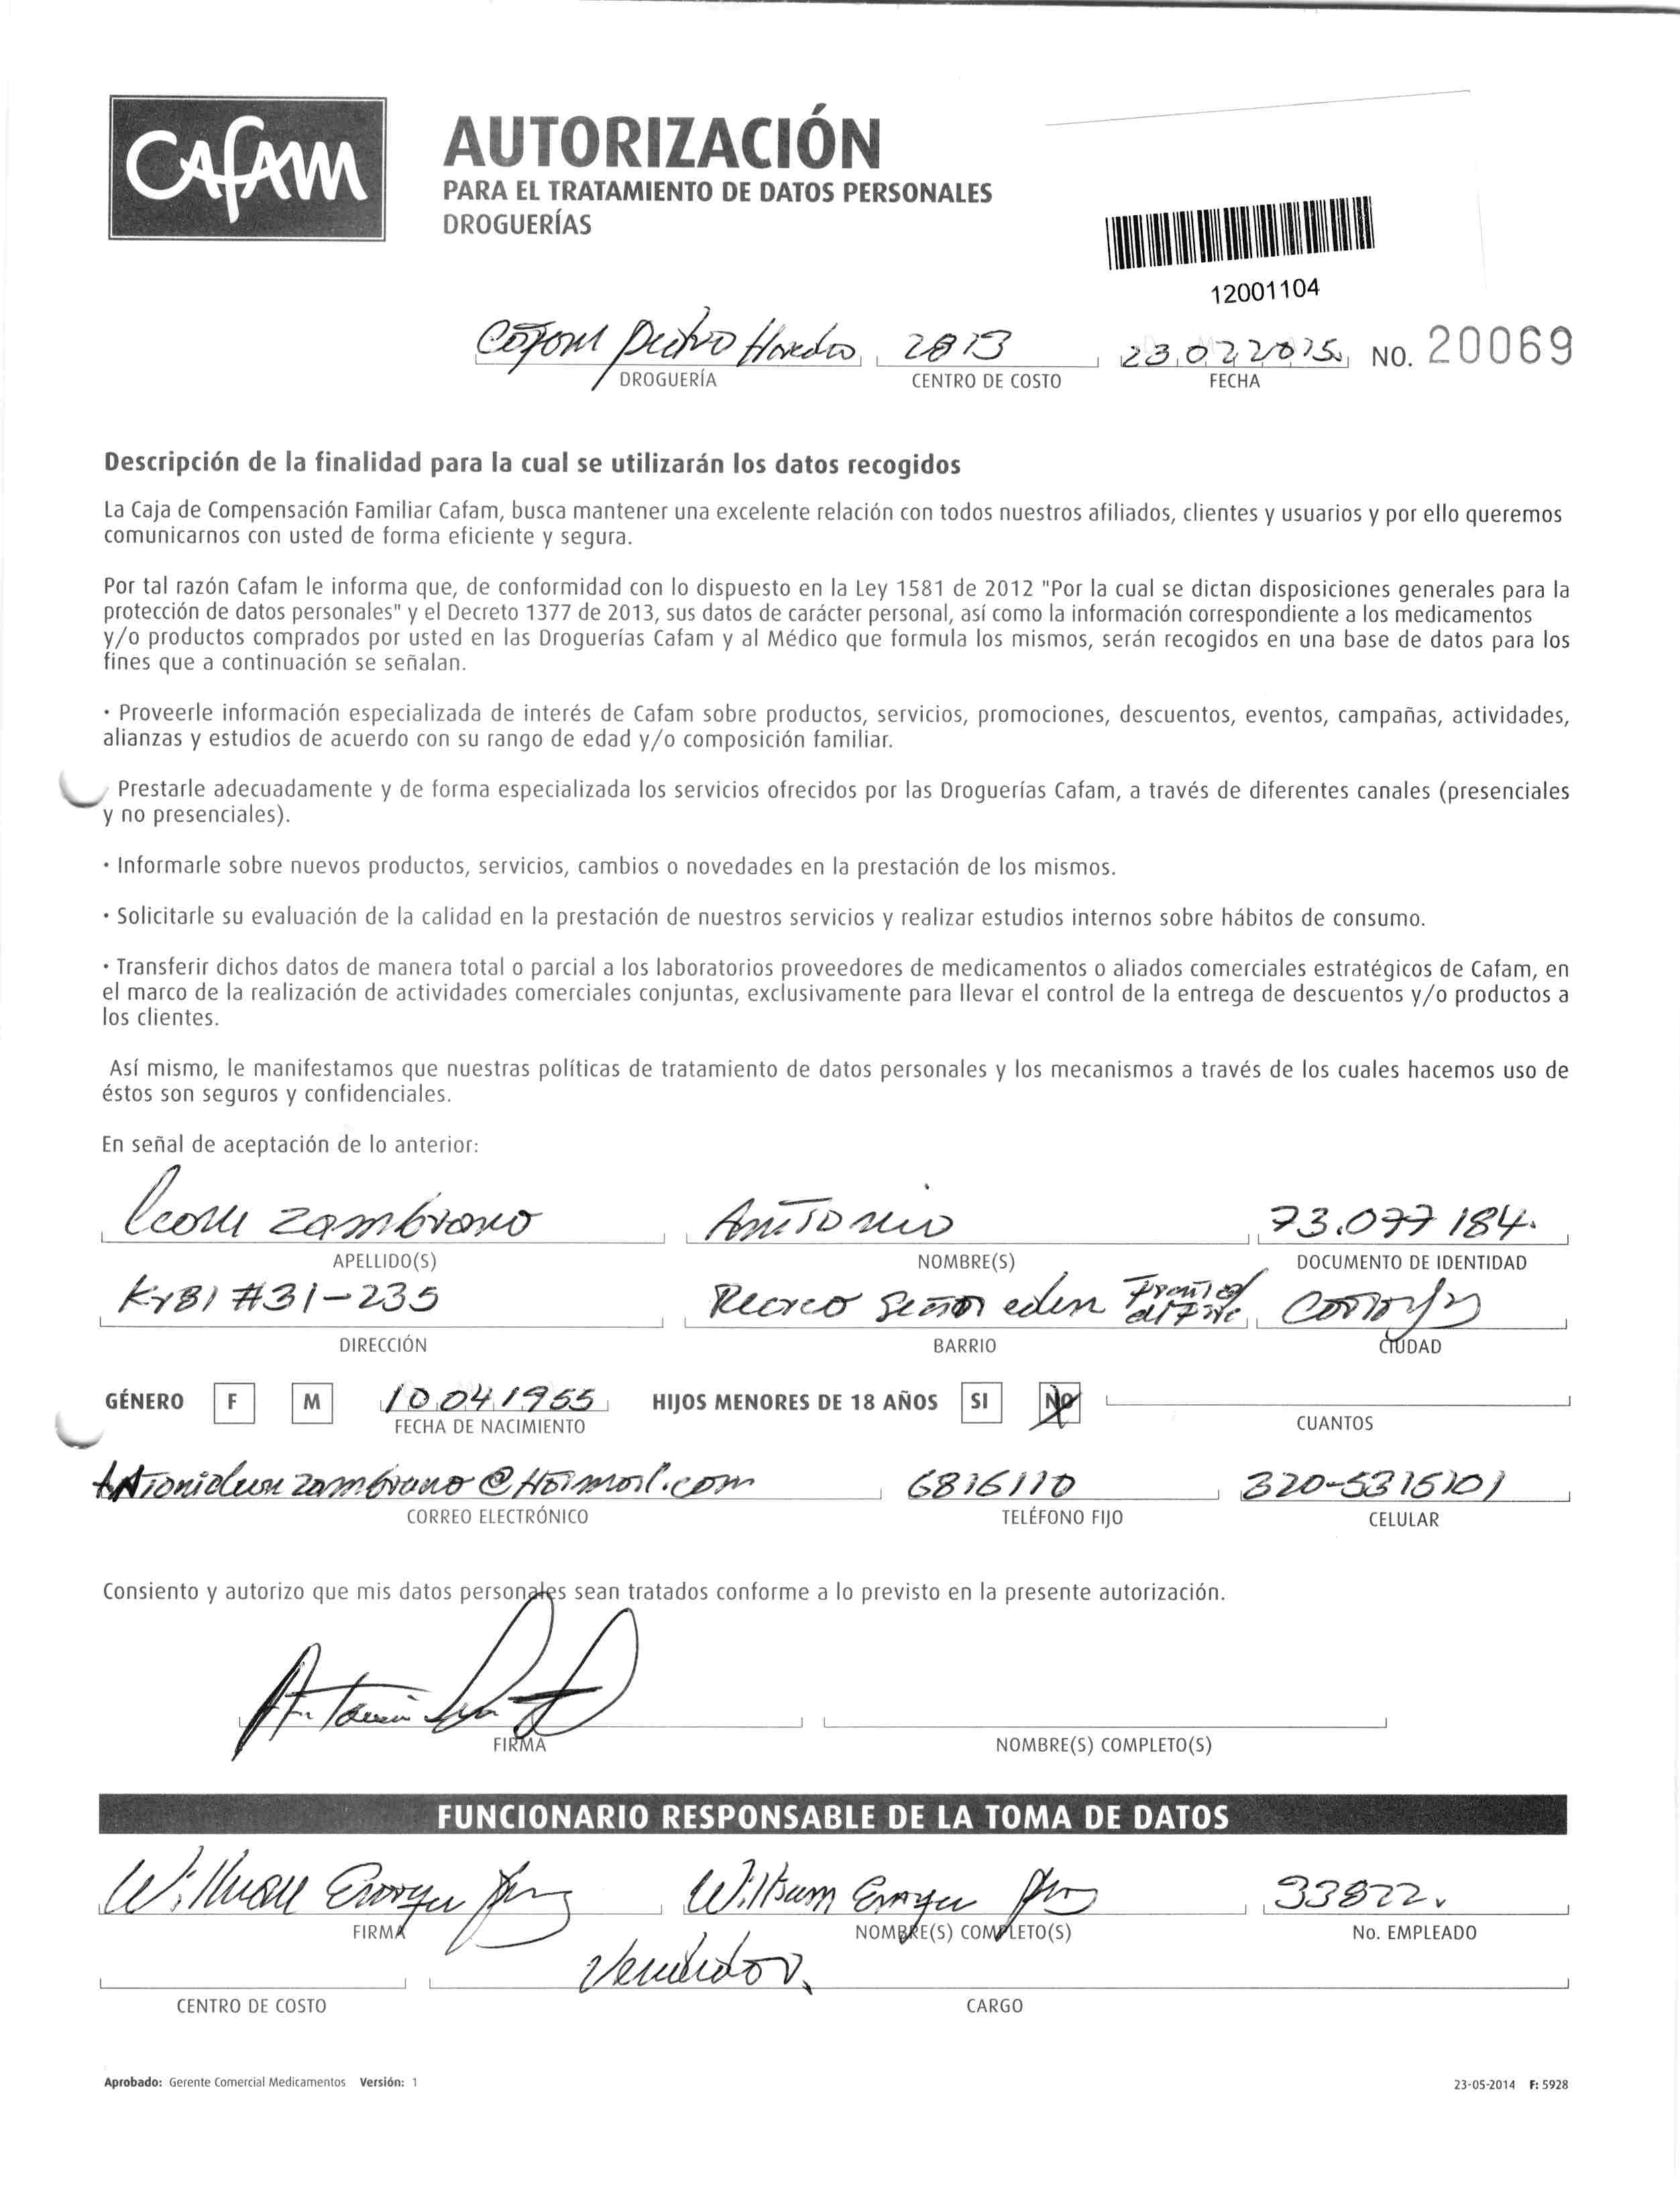 Cafam
AUTORIZACIÓN
PARA EL TRATAMIENTO DE DATOS PERSONALES
DROGUERÍAS
12001104
Cafam Pedro Heredia 2013 23 02 2015 NO. 20069
DROGUERÍA CENTRO DE COSTO FECHA
Descripción de la finalidad para la cual se utilizarán los datos recogidos
La Caja de Compensación Familiar Cafam, busca mantener una excelente relación con todos nuestros afiliados, clientes y usuarios y por ello queremos
comunicarnos con usted de forma eficiente y segura.
Por tal razón Cafam le informa que, de conformidad con lo dispuesto en la Ley 1581 de 2012 "Por la cual se dictan disposiciones generales para la
protección de datos personales" y el Decreto 1377 de 2013, sus datos de carácter personal, así como la información correspondiente a los medicamentos
y/o productos comprados por usted en las Droguerías Cafam y al Médico que formula los mismos, serán recogidos en una base de datos para los
fines que a continuación se señalan.
· Proveerle información especializada de interés de Cafam sobre productos, servicios, promociones, descuentos, eventos, campañas, actividades,
alianzas y estudios de acuerdo con su rango de edad y/o composición familiar.
Prestarle adecuadamente y de forma especializada los servicios ofrecidos por las Droguerías Cafam, a través de diferentes canales (presenciales
y no presenciales).
· Informarle sobre nuevos productos, servicios, cambios o novedades en la prestación de los mismos.
· Solicitarle su evaluación de la calidad en la prestación de nuestros servicios y realizar estudios internos sobre hábitos de consumo.
· Transferir dichos datos de manera total o parcial a los laboratorios proveedores de medicamentos o aliados comerciales estratégicos de Cafam, en
el marco de la realización de actividades comerciales conjuntas, exclusivamente para llevar el control de la entrega de descuentos y/o productos a
los clientes.
Así mismo, le manifestamos que nuestras políticas de tratamiento de datos personales y los mecanismos a través de los cuales hacemos uso de
éstos son seguros y confidenciales.
En señal de aceptación de lo anterior:
Zambrano Antonio 73.077 184.
APELLIDO(S) NOMBRE(S) DOCUMENTO DE IDENTIDAD
Kr81 #31-235 Recreo eden
DIRECCIÓN BARRIO CIUDAD
GÉNERO F M 10 04 1955 HIJOS MENORES DE 18 AÑOS SI NO
FECHA DE NACIMIENTO CUANTOS
6816110 320-5315101
CORREO ELECTRÓNICO TELÉFONO FIJO CELULAR
Consiento y autorizo que mis datos personales sean tratados conforme a lo previsto en la presente autorización.
FIRMA NOMBRE(S) COMPLETO(S)
FUNCIONARIO RESPONSABLE DE LA TOMA DE DATOS
William William 33822.
FIRMA NOMBRE(S) COMPLETO(S) No. EMPLEADO
Vendedor.
CENTRO DE COSTO CARGO
Aprobado: Gerente Comercial Medicamentos Versión: 1 23-05-2014 F: 5928